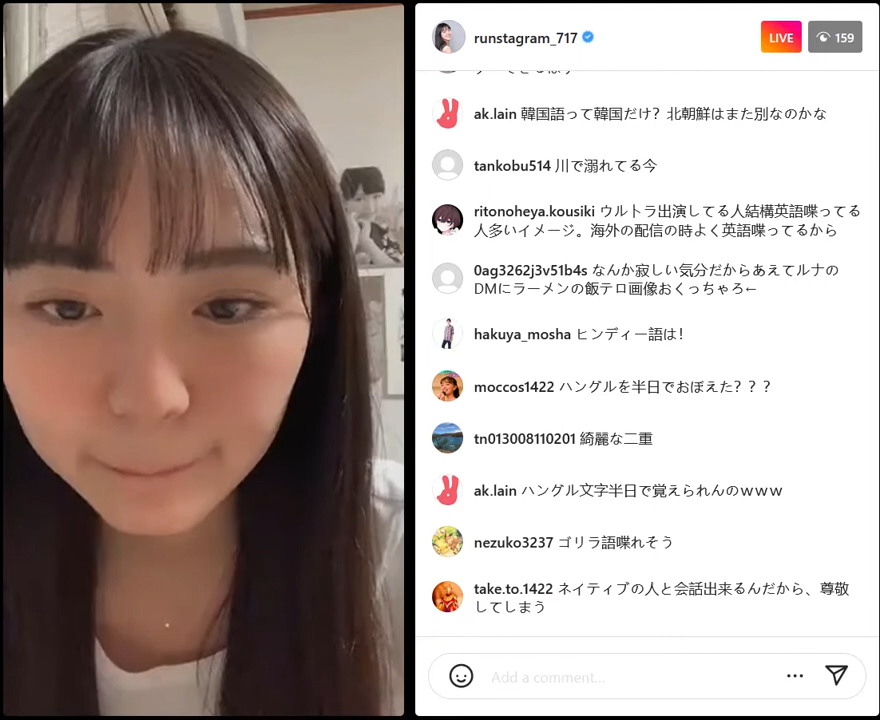 runstagram_717
LIVE
159
ak.lain 韓国語って韓国だけ？北朝鮮はまた別なのかな
tankobu514 川で溺れてる今
ritonoheya.kousiki ウルトラ出演してる人結構英語喋ってる
人多いイメージ。海外の配信の時よく英語喋ってるから
0ag3262j3v51b4s なんか寂しい気分だからあえてルナの
DMにラーメンの飯テロ画像おくっちゃろ←
hakuya_mosha ヒンディー語は！
moccos1422 ハングルを半日でおぼえた？？？
tn013008110201 綺麗な二重
ak.lain ハングル文字半日で覚えられんのｗｗｗ
nezuko3237 ゴリラ語喋れそう
take.to.1422 ネイティブの人と会話出来るんだから、尊敬
してしまう
Add a comment...